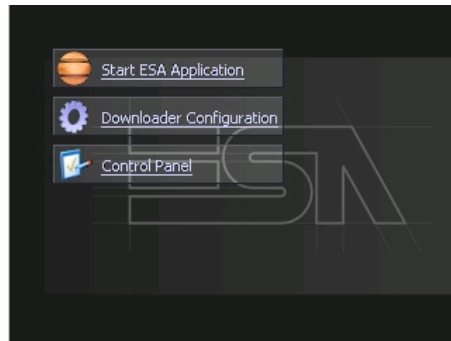 Start ESA Application
Downloader Configuration
Control Panel
ESA